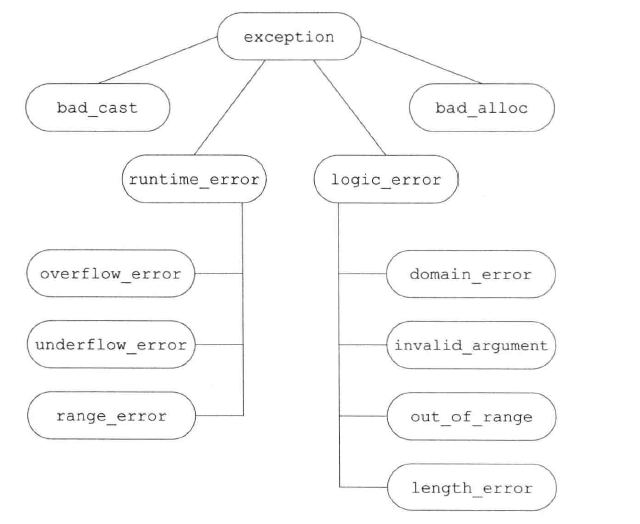 exception
bad_cast
bad_alloc
runtime_error
logic_error
overflow_error
domain_error
underflow_error
invalid_argument
range_error
out_of_range
length_error